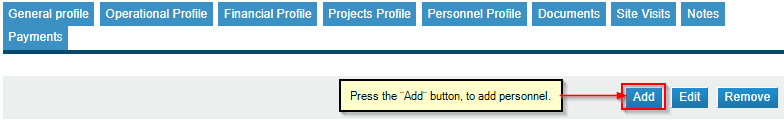 General profile Operational Profile Financial Profile Projects Profile Personnel Profile Documents Site Visits Notes
Payments
Press the ¨Add¨ button, to add personnel. Add Edit Remove